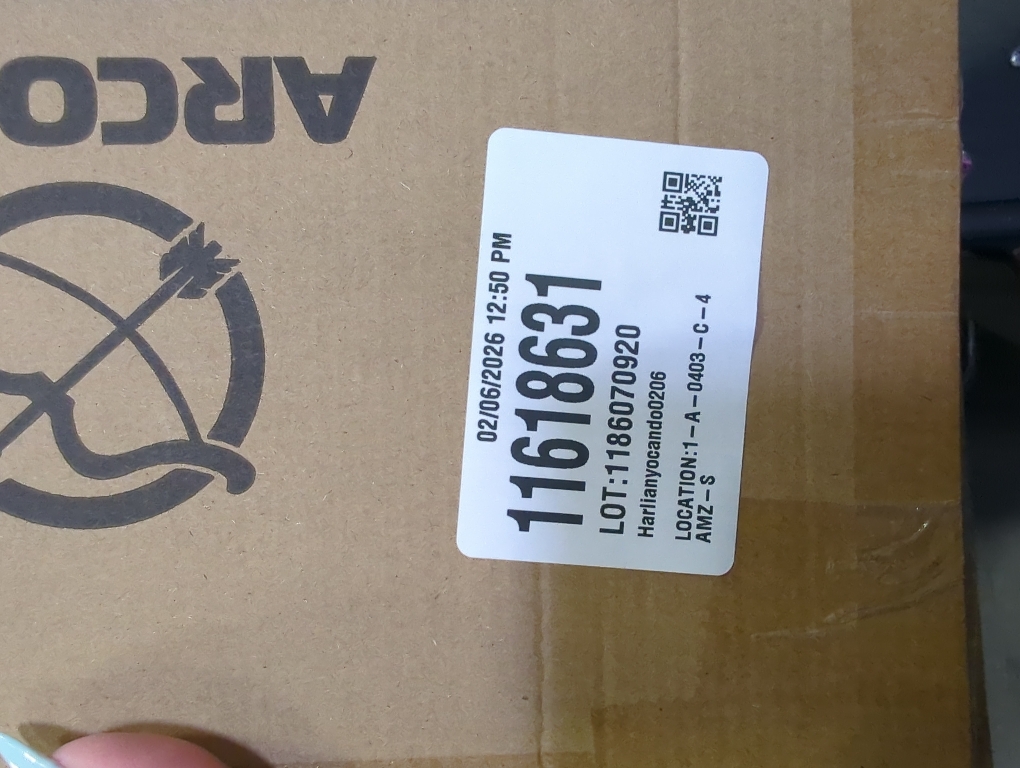 ARCO
02/06/2026 12:50 PM
11618631
LOT:1186070920
Harlianyocando0206
LOCATION:1-A-0403-C-4
AMZ-S